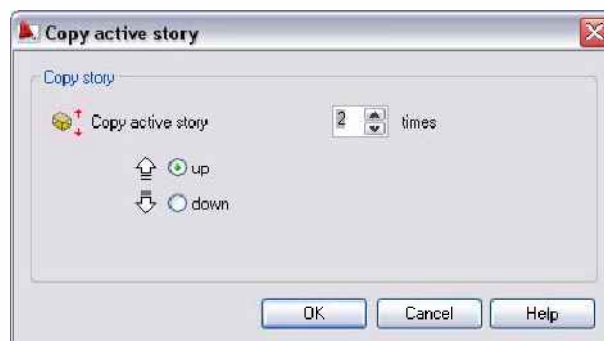 Copy active story
Copy story
Copy active story 2 times
up
down
OK Cancel Help